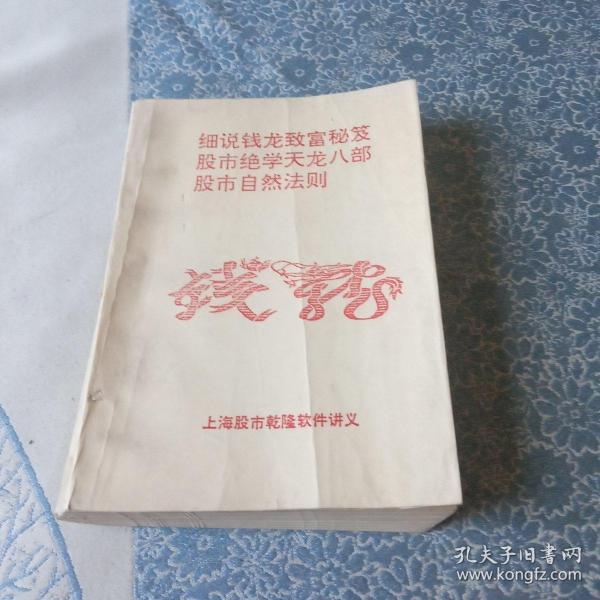 细说钱龙致富秘笈
股市绝学天龙八部
股市自然法则
钱龙
上海股市乾隆软件讲义
孔夫子旧書网
www.kongfz.com